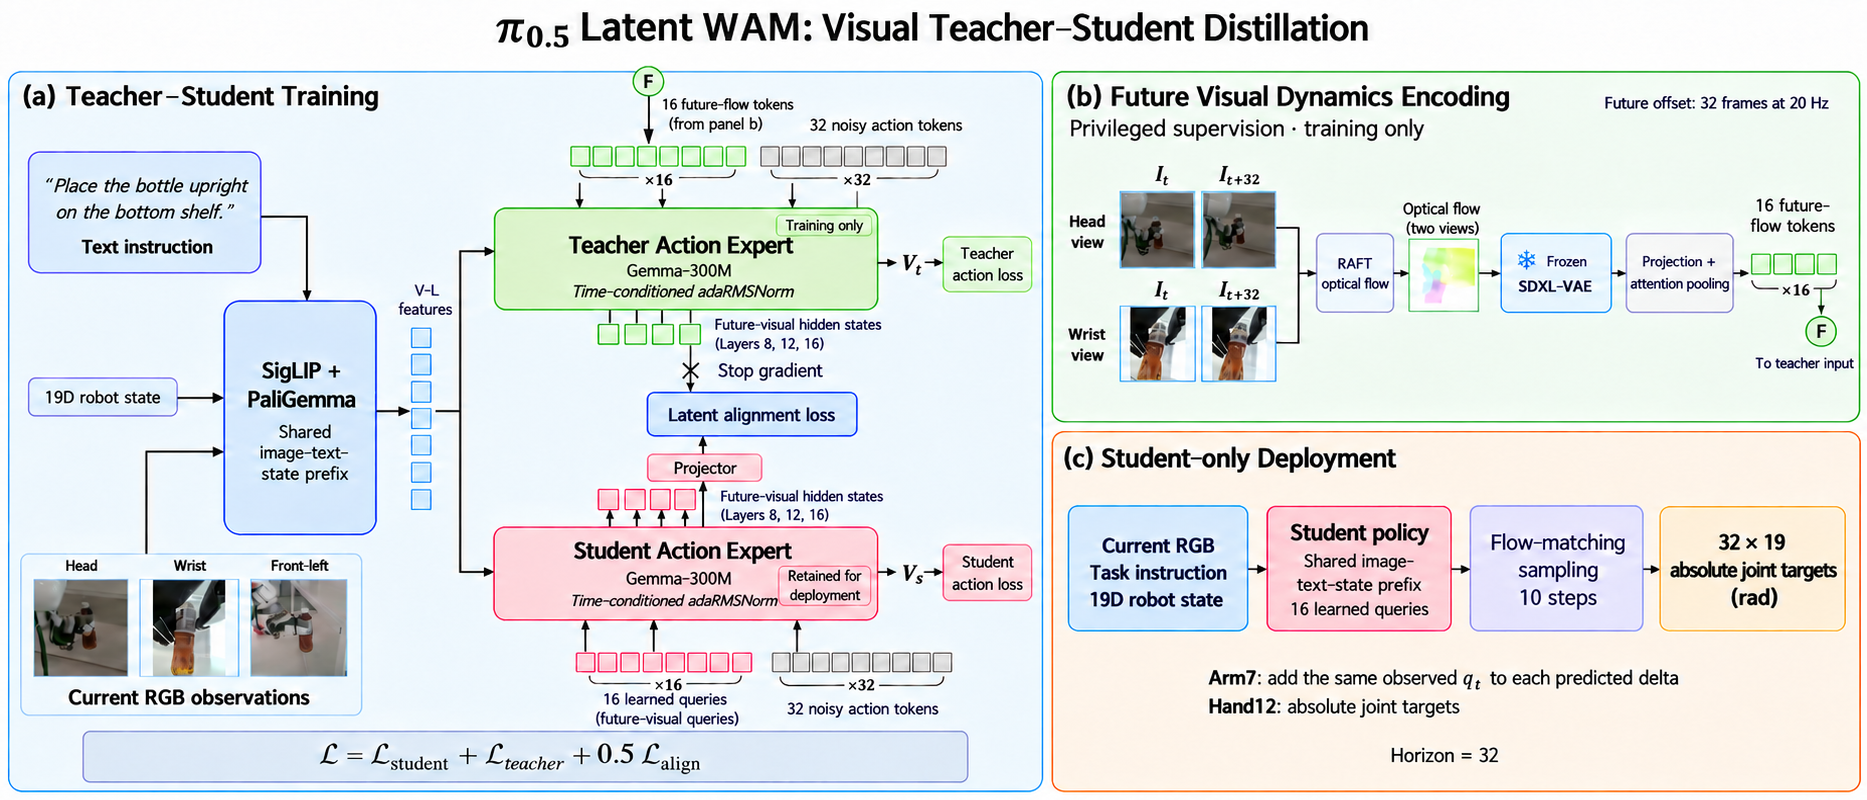 π0.5 Latent WAM: Visual Teacher–Student Distillation
(a) Teacher–Student Training
F
16 future-flow tokens
(from panel b)
32 noisy action tokens
×16
×32
“Place the bottle upright
on the bottom shelf.”
Text instruction
19D robot state
SigLIP +
PaliGemma
Shared
image-text-
state prefix
V-L
features
Head
Wrist
Front-left
Current RGB observations
Training only
Teacher Action Expert
Gemma-300M
Time-conditioned adaRMSNorm
Vt
Teacher
action loss
Future-visual hidden states
(Layers 8, 12, 16)
Stop gradient
Latent alignment loss
Projector
Future-visual hidden states
(Layers 8, 12, 16)
Student Action Expert
Gemma-300M
Time-conditioned adaRMSNorm
Retained for
deployment
Vs
Student
action loss
×16
×32
16 learned queries
(future-visual queries)
32 noisy action tokens
ℒ = ℒstudent + ℒteacher + 0.5 ℒalign
(b) Future Visual Dynamics Encoding
Future offset: 32 frames at 20 Hz
Privileged supervision · training only
It
It+32
Head
view
It
It+32
Wrist
view
RAFT
optical flow
Optical flow
(two views)
Frozen
SDXL-VAE
Projection +
attention pooling
16 future-
flow tokens
×16
F
To teacher input
(c) Student-only Deployment
Current RGB
Task instruction
19D robot state
Student policy
Shared image-
text-state prefix
16 learned queries
Flow-matching
sampling
10 steps
32 × 19
absolute joint targets
(rad)
Arm7: add the same observed qt to each predicted delta
Hand12: absolute joint targets
Horizon = 32